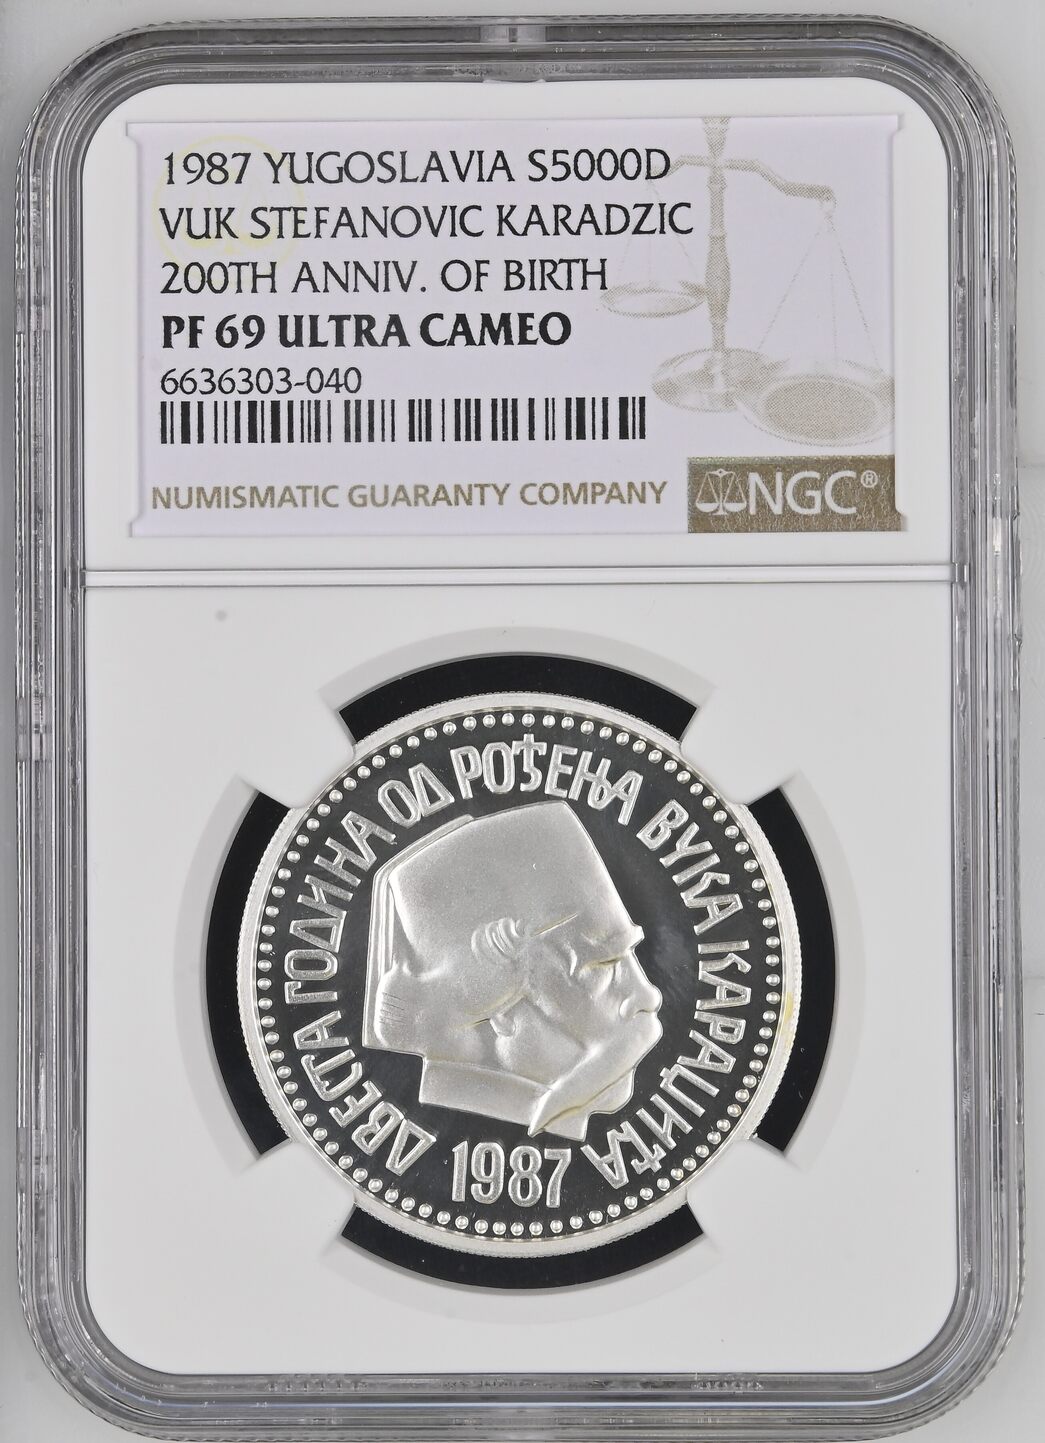 1987 YUGOSLAVIA S5000D
VUK STEFANOVIC KARADZIC
200TH ANNIV. OF BIRTH
PF 69 ULTRA CAMEO
6636303-040
NUMISMATIC GUARANTY COMPANY
NGC®
ДВЕСТА ГОДИНА ОД РОЂЕЊА ВУКА КАРАЏИЋА
1987